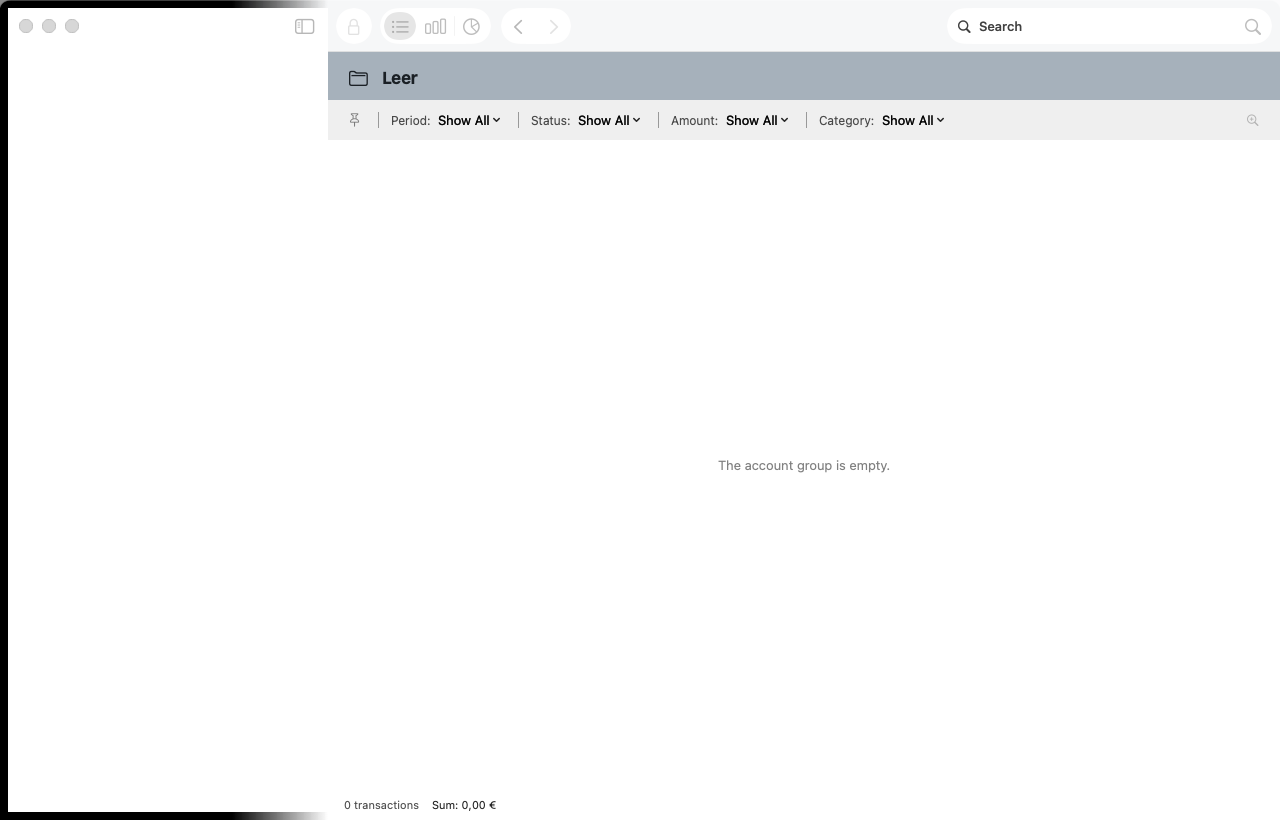 Search
Leer
Period: Show All Status: Show All Amount: Show All Category: Show All
The account group is empty.
0 transactions Sum: 0,00 €